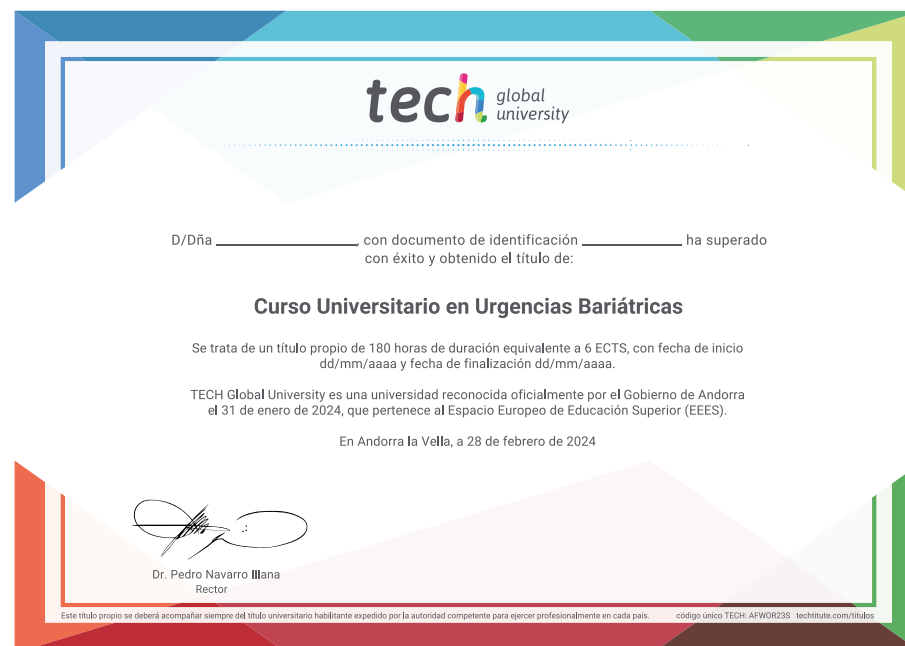 tech global university
D/Dña ____________________, con documento de identificación ______________ ha superado
con éxito y obtenido el título de:
Curso Universitario en Urgencias Bariátricas
Se trata de un título propio de 180 horas de duración equivalente a 6 ECTS, con fecha de inicio
dd/mm/aaaa y fecha de finalización dd/mm/aaaa.
TECH Global University es una universidad reconocida oficialmente por el Gobierno de Andorra
el 31 de enero de 2024, que pertenece al Espacio Europeo de Educación Superior (EEES).
En Andorra la Vella, a 28 de febrero de 2024
Dr. Pedro Navarro Illana
Rector
Este título propio se deberá acompañar siempre del título universitario habilitante expedido por la autoridad competente para ejercer profesionalmente en cada país. código único TECH: AFWOR23S techtitute.com/titulos